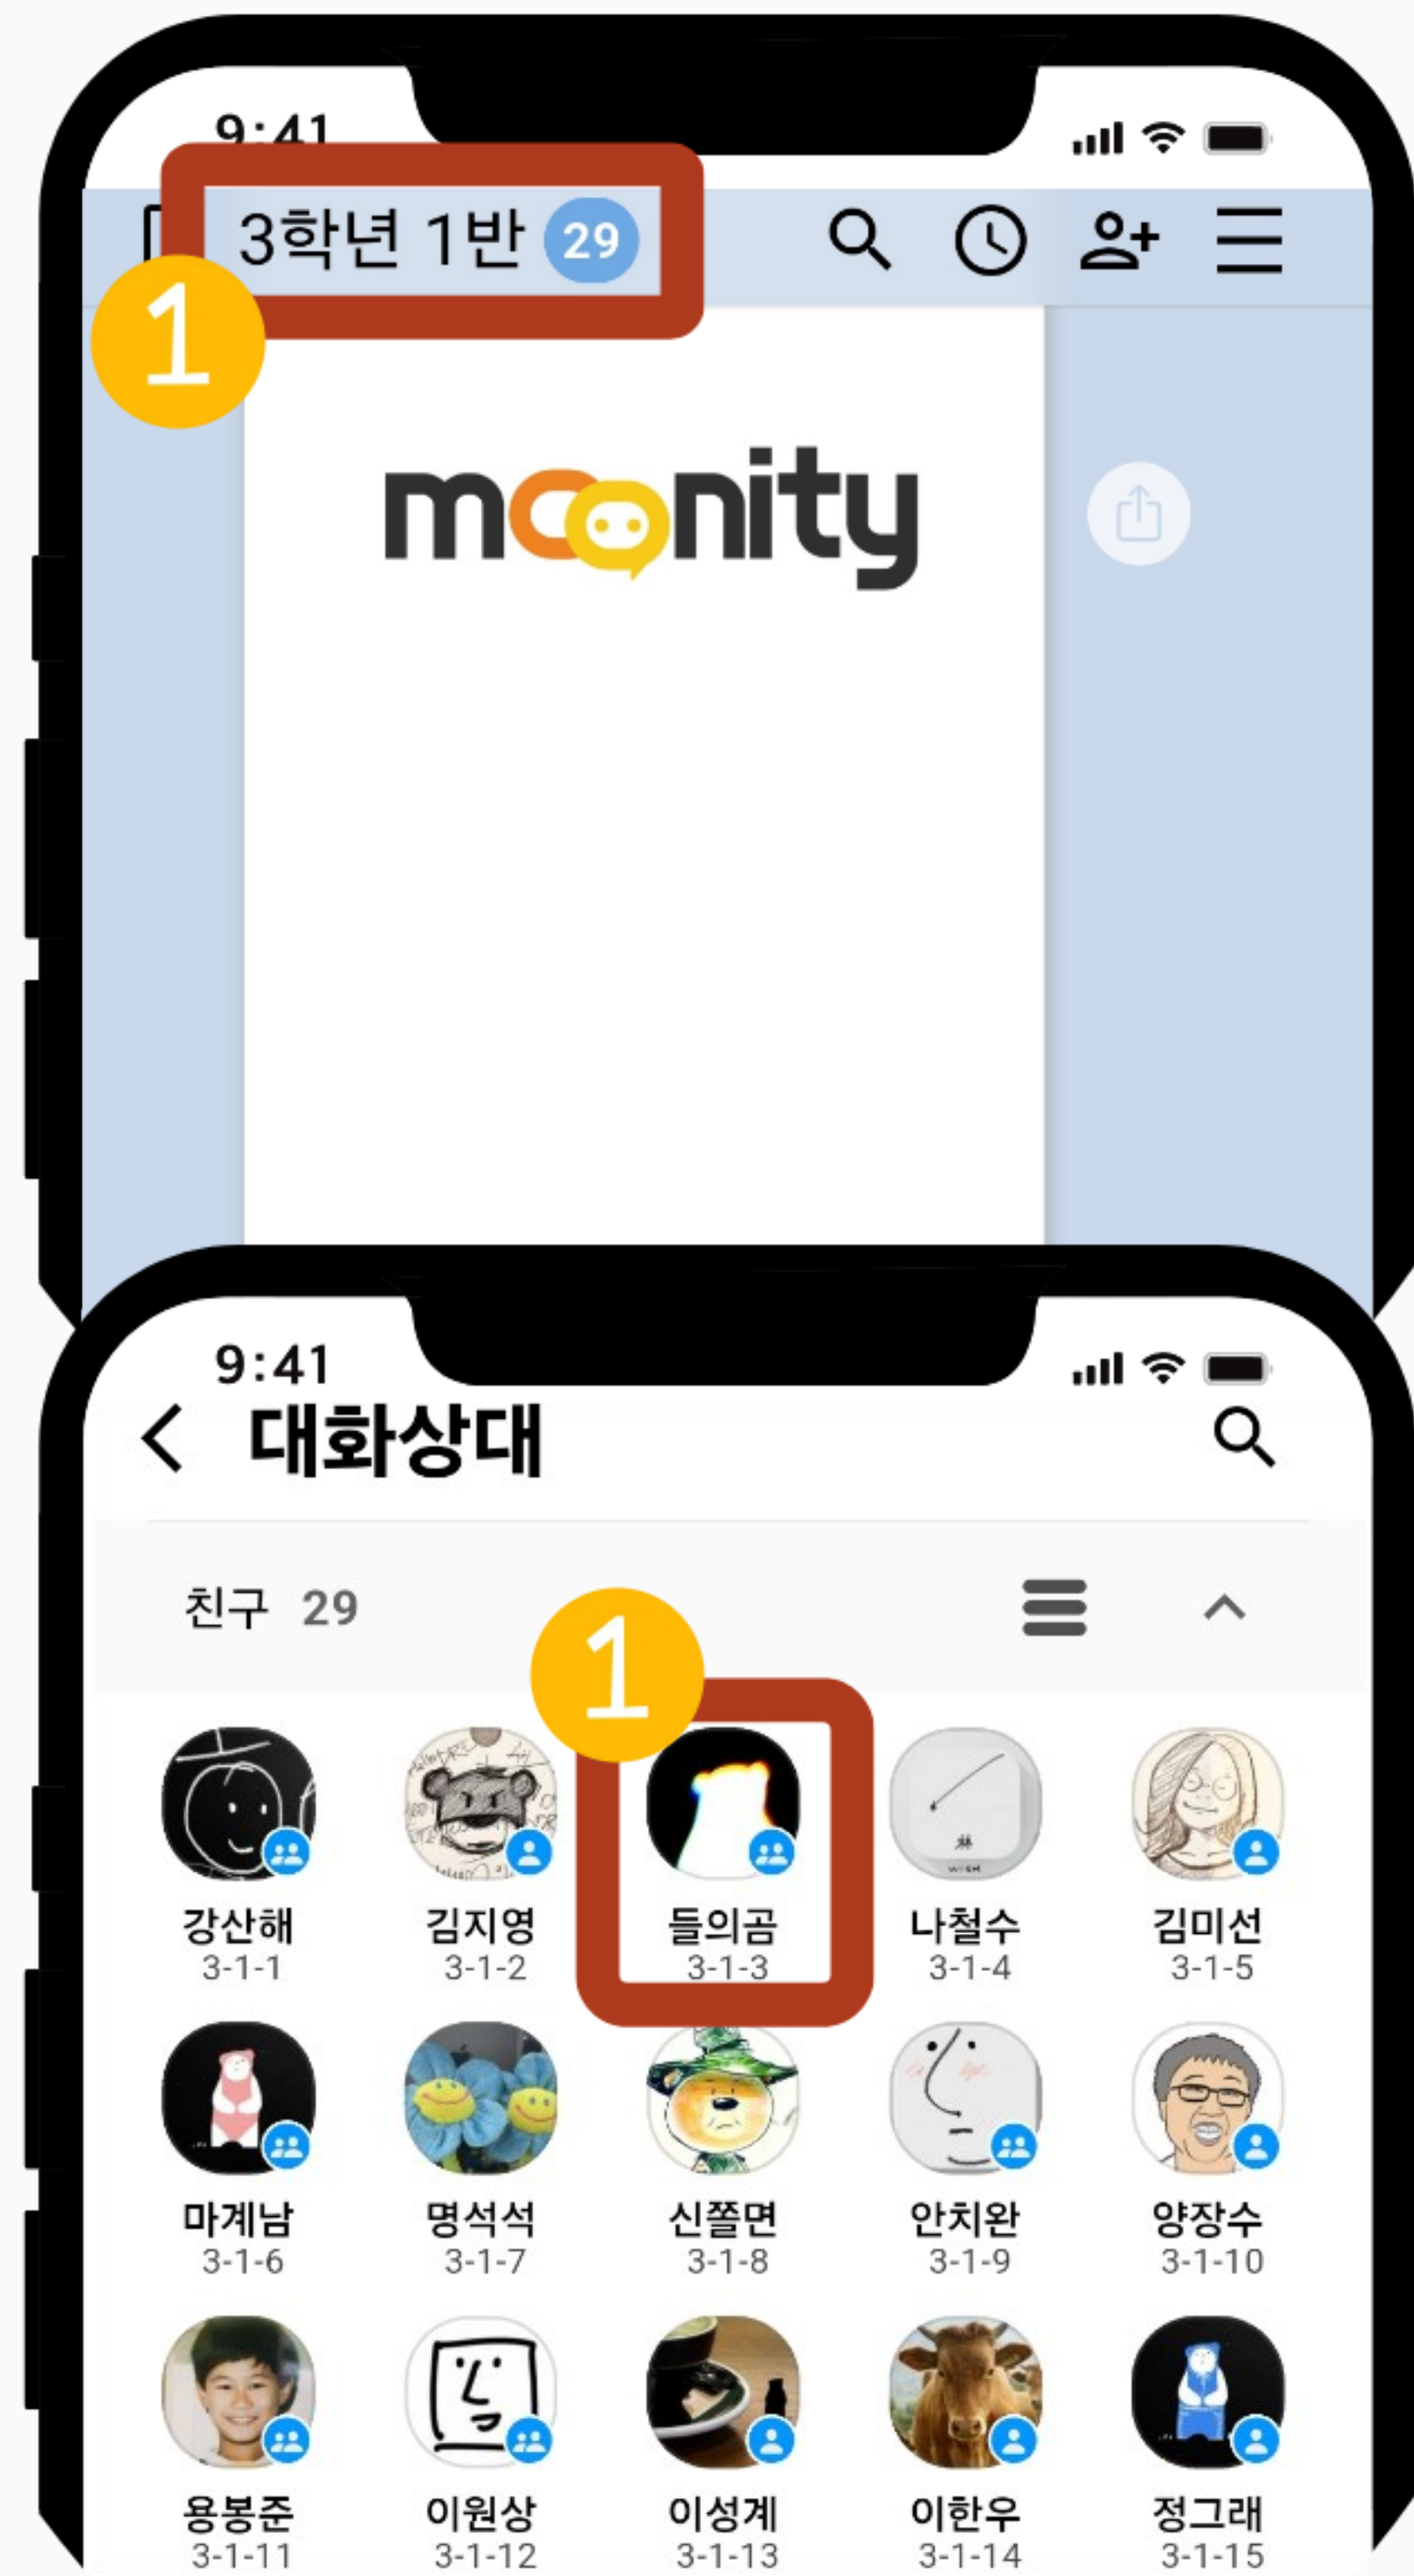 9:41
3학년 1반 29
1
moonity
9:41
대화상대
친구 29
1
강산해 김지영 들의곰 나철수 김미선
3-1-1 3-1-2 3-1-3 3-1-4 3-1-5
마계남 명석석 신쫄면 안치완 양장수
3-1-6 3-1-7 3-1-8 3-1-9 3-1-10
용봉준 이원상 이성계 이한우 정그래
3-1-11 3-1-12 3-1-13 3-1-14 3-1-15